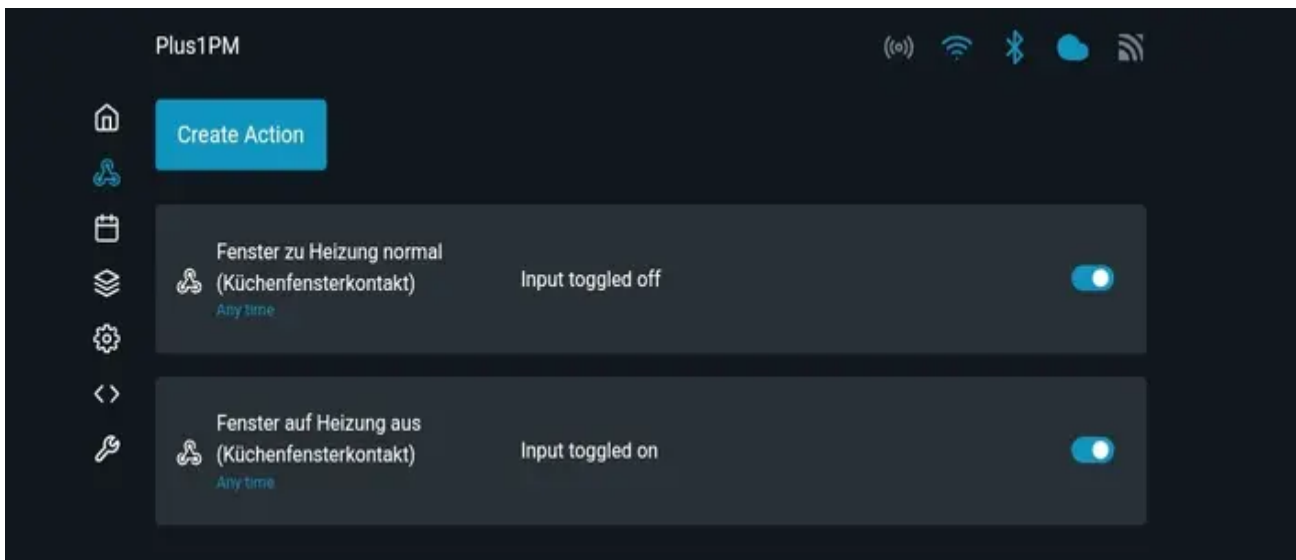 Plus1PM
Create Action
Fenster zu Heizung normal
(Küchenfensterkontakt)
Any time
Input toggled off
Fenster auf Heizung aus
(Küchenfensterkontakt)
Any time
Input toggled on